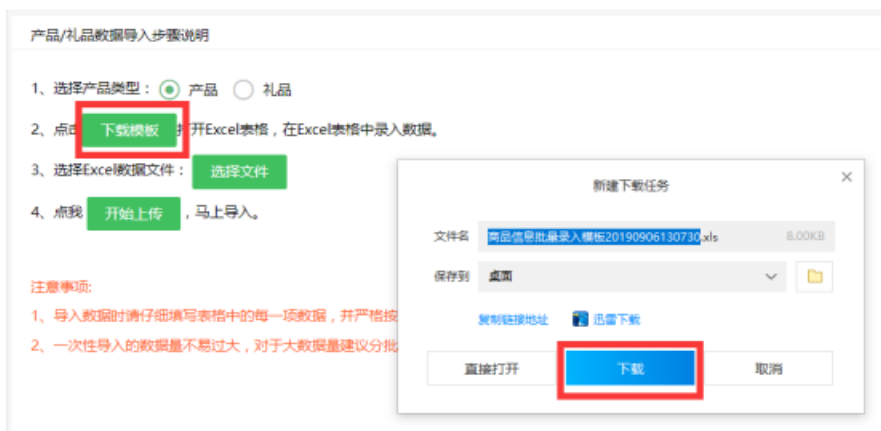 产品/礼品数据导入步骤说明
1、选择产品类型： 产品 礼品
2、点击 下载模板 打开Excel表格，在Excel表格中录入数据。
3、选择Excel数据文件： 选择文件
4、点我 开始上传 ，马上导入。
注意事项:
1、导入数据时请仔细填写表格中的每一项数据，并严格按
2、一次性导入的数据量不易过大，对于大数据量建议分批
新建下载任务
文件名 商品信息批量录入模板20190906130730.xls 8.00KB
保存到 桌面
复制链接地址 迅雷下载
直接打开 下载 取消